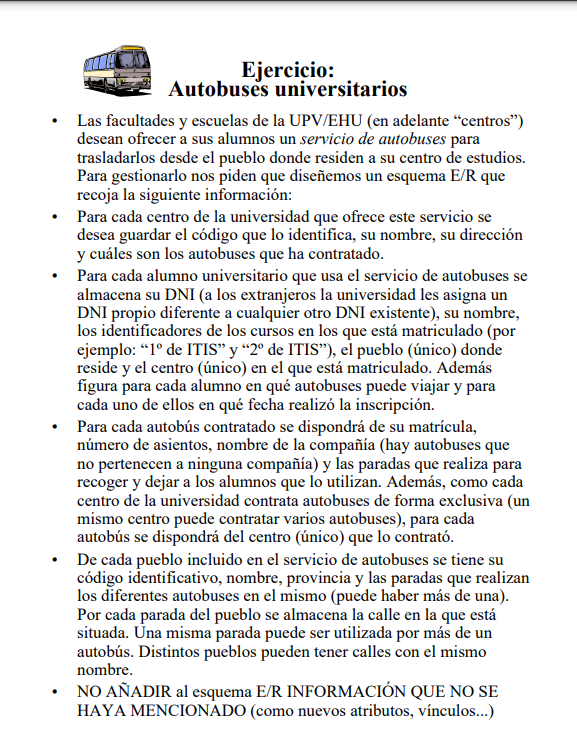 Ejercicio:
Autobuses universitarios
• Las facultades y escuelas de la UPV/EHU (en adelante “centros”)
desean ofrecer a sus alumnos un servicio de autobuses para
trasladarlos desde el pueblo donde residen a su centro de estudios.
Para gestionarlo nos piden que diseñemos un esquema E/R que
recoja la siguiente información:
• Para cada centro de la universidad que ofrece este servicio se
desea guardar el código que lo identifica, su nombre, su dirección
y cuáles son los autobuses que ha contratado.
• Para cada alumno universitario que usa el servicio de autobuses se
almacena su DNI (a los extranjeros la universidad les asigna un
DNI propio diferente a cualquier otro DNI existente), su nombre,
los identificadores de los cursos en los que está matriculado (por
ejemplo: “1º de ITIS” y “2º de ITIS”), el pueblo (único) donde
reside y el centro (único) en el que está matriculado. Además
figura para cada alumno en qué autobuses puede viajar y para
cada uno de ellos en qué fecha realizó la inscripción.
• Para cada autobús contratado se dispondrá de su matrícula,
número de asientos, nombre de la compañía (hay autobuses que
no pertenecen a ninguna compañía) y las paradas que realiza para
recoger y dejar a los alumnos que lo utilizan. Además, como cada
centro de la universidad contrata autobuses de forma exclusiva (un
mismo centro puede contratar varios autobuses), para cada
autobús se dispondrá del centro (único) que lo contrató.
• De cada pueblo incluido en el servicio de autobuses se tiene su
código identificativo, nombre, provincia y las paradas que realizan
los diferentes autobuses en el mismo (puede haber más de una).
Por cada parada del pueblo se almacena la calle en la que está
situada. Una misma parada puede ser utilizada por más de un
autobús. Distintos pueblos pueden tener calles con el mismo
nombre.
• NO AÑADIR al esquema E/R INFORMACIÓN QUE NO SE
HAYA MENCIONADO (como nuevos atributos, vínculos...)